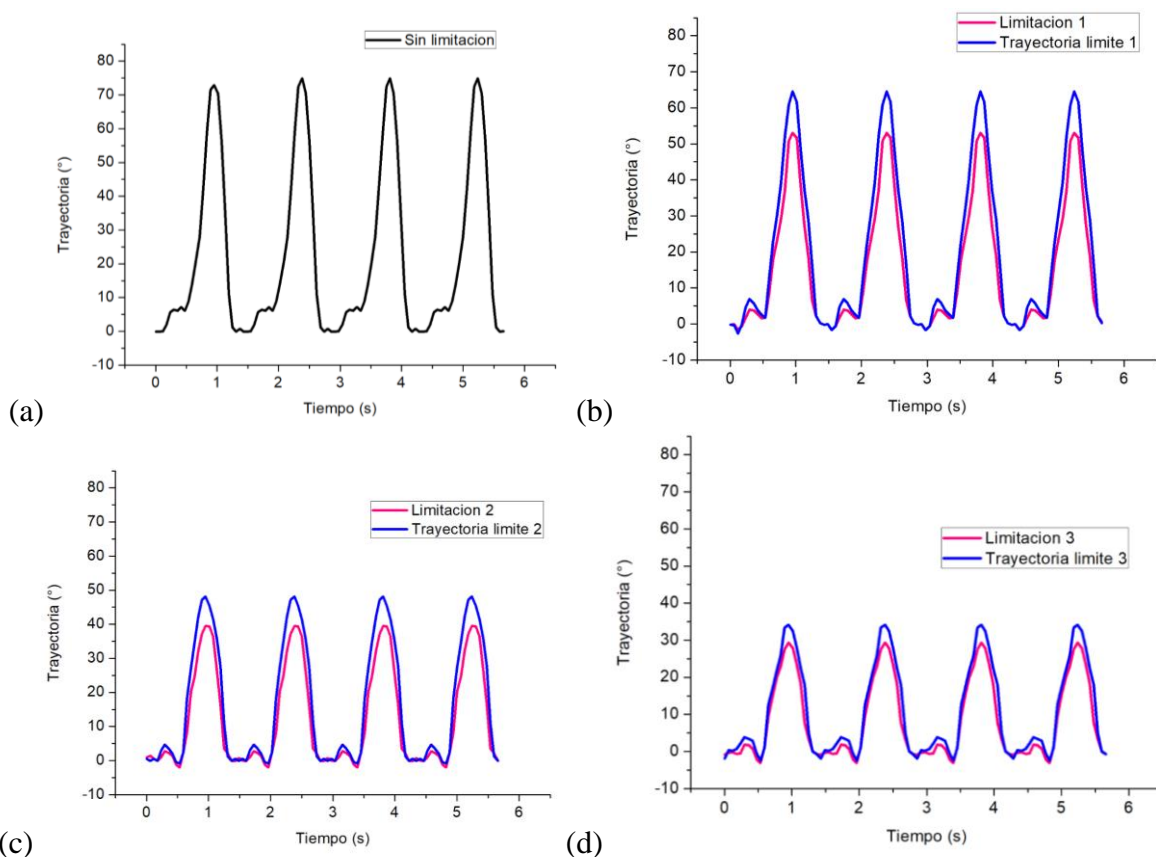 Sin limitacion
Trayectoria (°)
80
70
60
50
40
30
20
10
0
-10
0 1 2 3 4 5 6
Tiempo (s)
(a)
Limitacion 1
Trayectoria limite 1
Trayectoria (°)
80
70
60
50
40
30
20
10
0
-10
0 1 2 3 4 5 6
Tiempo (s)
(b)
Limitacion 2
Trayectoria limite 2
Trayectoria (°)
80
70
60
50
40
30
20
10
0
-10
0 1 2 3 4 5 6
Tiempo (s)
(c)
Limitacion 3
Trayectoria limite 3
Trayectoria (°)
80
70
60
50
40
30
20
10
0
-10
0 1 2 3 4 5 6
Tiempo (s)
(d)